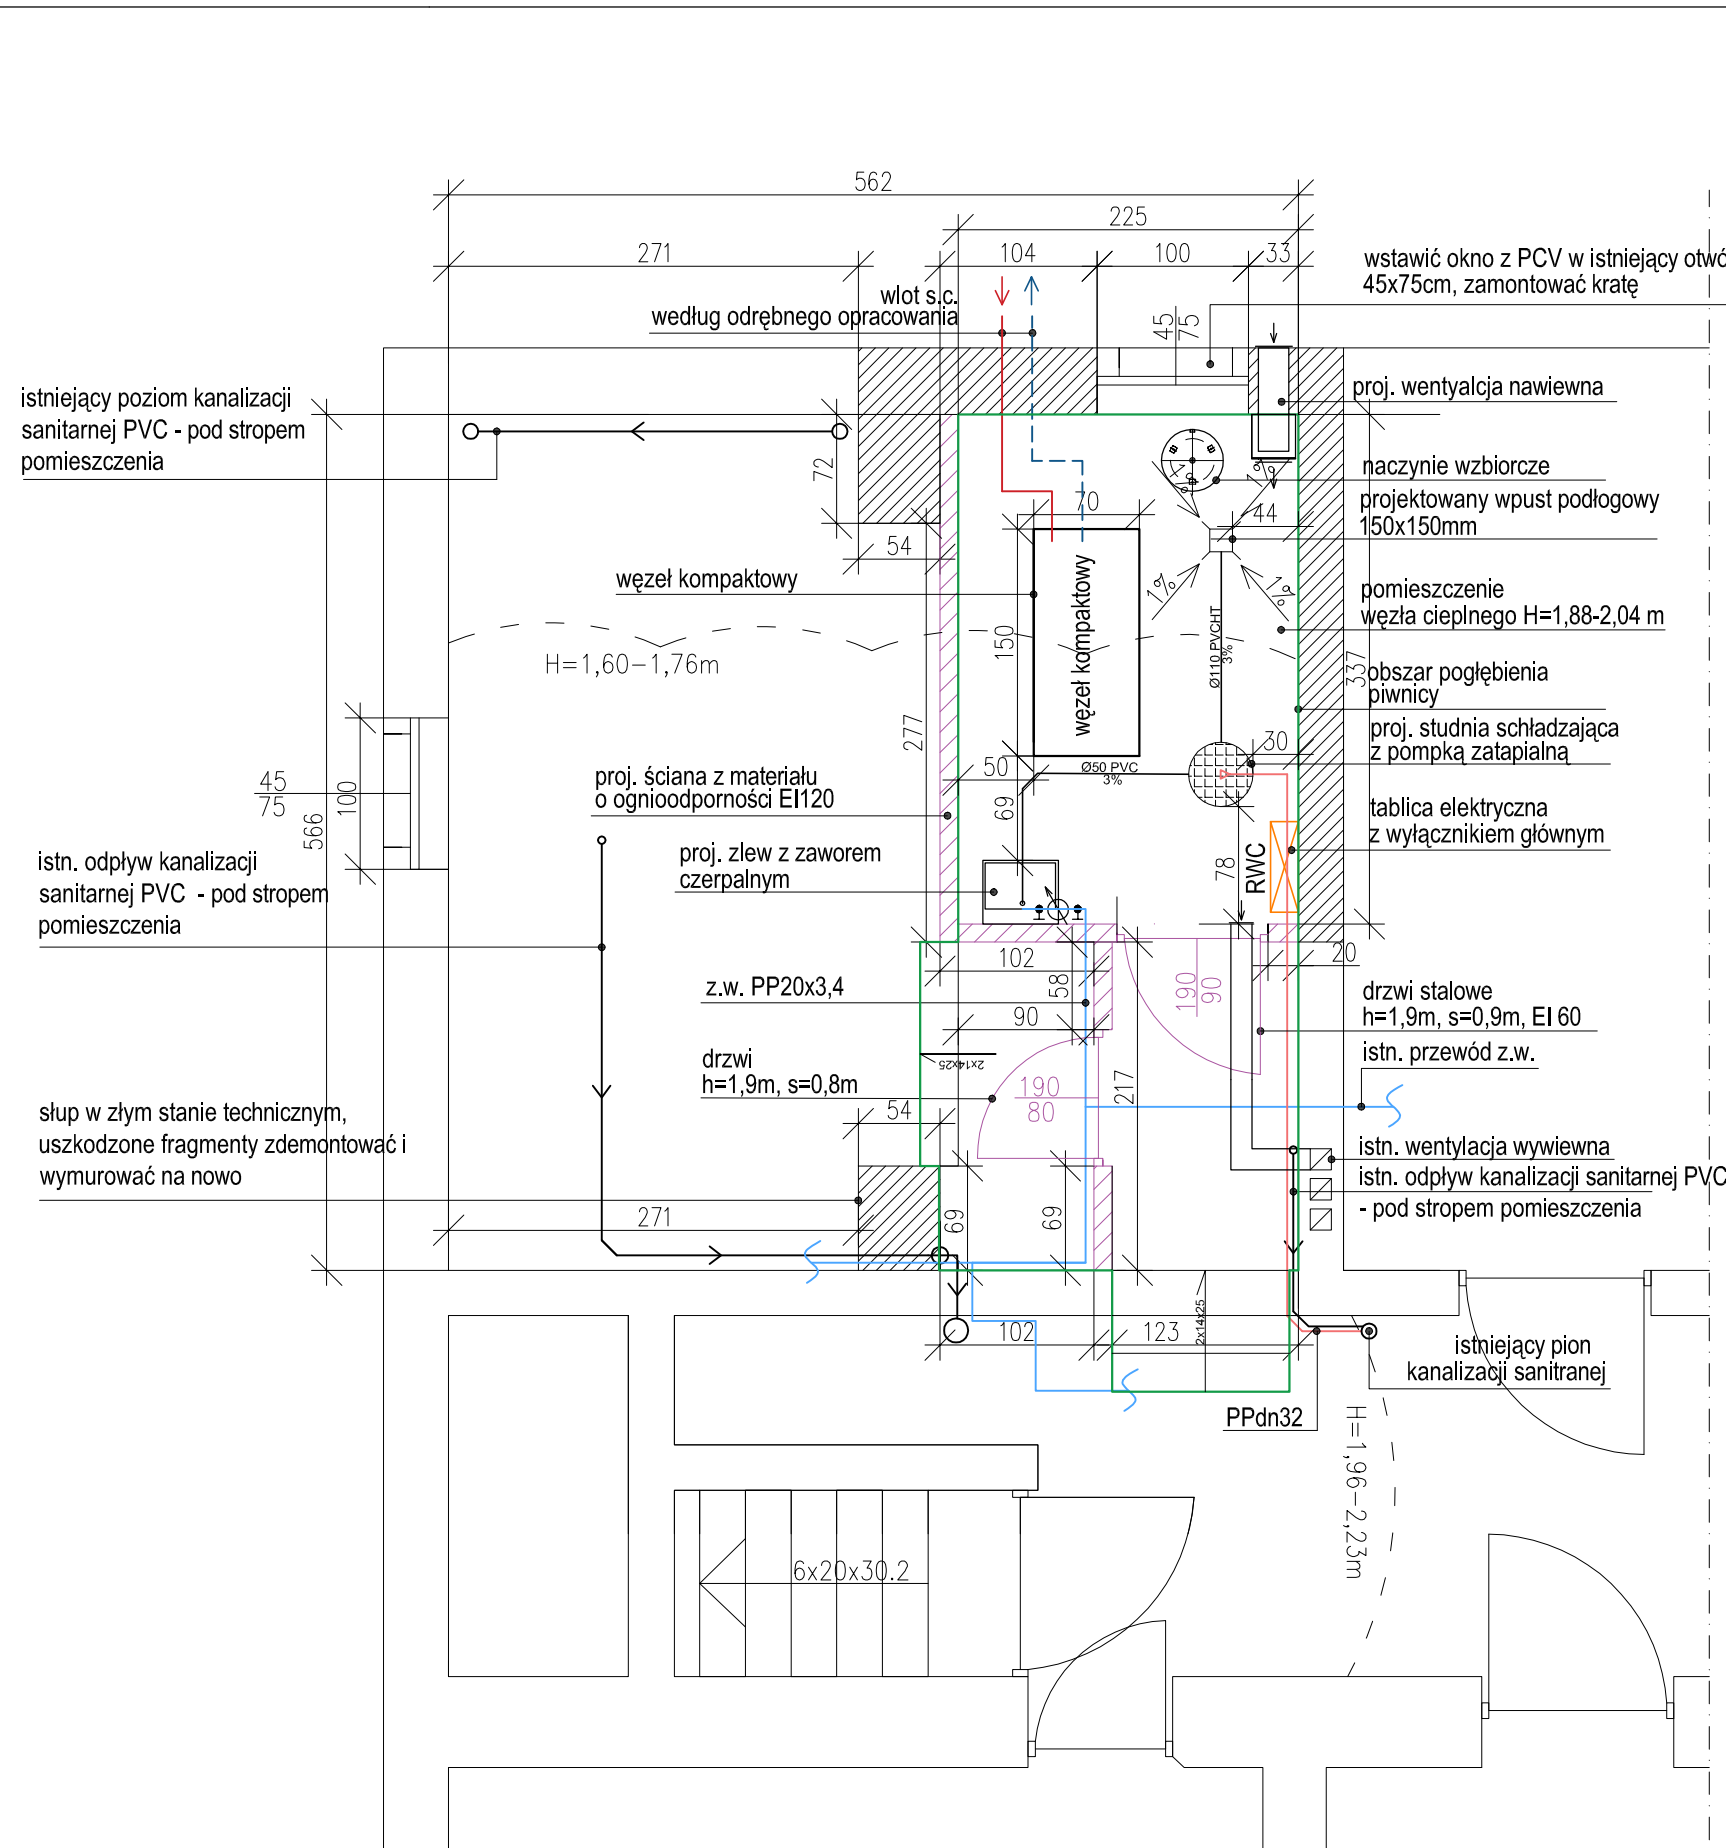 562
225
271
104
100
33
wstawić okno z PCV w istniejący otwó
45x75cm, zamontować kratę
wlot s.c.
według odrębnego opracowania
45
75
proj. wentyalcja nawiewna
istniejący poziom kanalizacji
sanitarnej PVC - pod stropem
pomieszczenia
72
naczynie wzbiorcze
1%
1%
projektowany wpust podłogowy
150x150mm
70
44
54
węzeł kompaktowy
węzeł kompaktowy
1%
1%
pomieszczenie
węzła cieplnego H=1,88-2,04 m
150
Ø110 PVCHT
3%
H=1,60-1,76m
337
obszar pogłębienia
piwnicy
277
proj. studnia schładzająca
z pompką zatapialną
30
50
Ø50 PVC
3%
proj. ściana z materiału
o ognioodporności EI120
45
75
100
566
69
tablica elektryczna
z wyłącznikiem głównym
RWC
78
proj. zlew z zaworem
czerpalnym
istn. odpływ kanalizacji
sanitarnej PVC - pod stropem
pomieszczenia
102
20
58
z.w. PP20x3,4
190
90
drzwi stalowe
h=1,9m, s=0,9m, EI 60
90
istn. przewód z.w.
2x14x25
drzwi
h=1,9m, s=0,8m
190
80
217
54
słup w złym stanie technicznym,
uszkodzone fragmenty zdemontować i
wymurować na nowo
istn. wentylacja wywiewna
istn. odpływ kanalizacji sanitarnej PVC
- pod stropem pomieszczenia
271
69
69
2x14x25
102
123
istniejący pion
kanalizacji sanitranej
PPdn32
H=1,96-2,23m
6x20x30.2